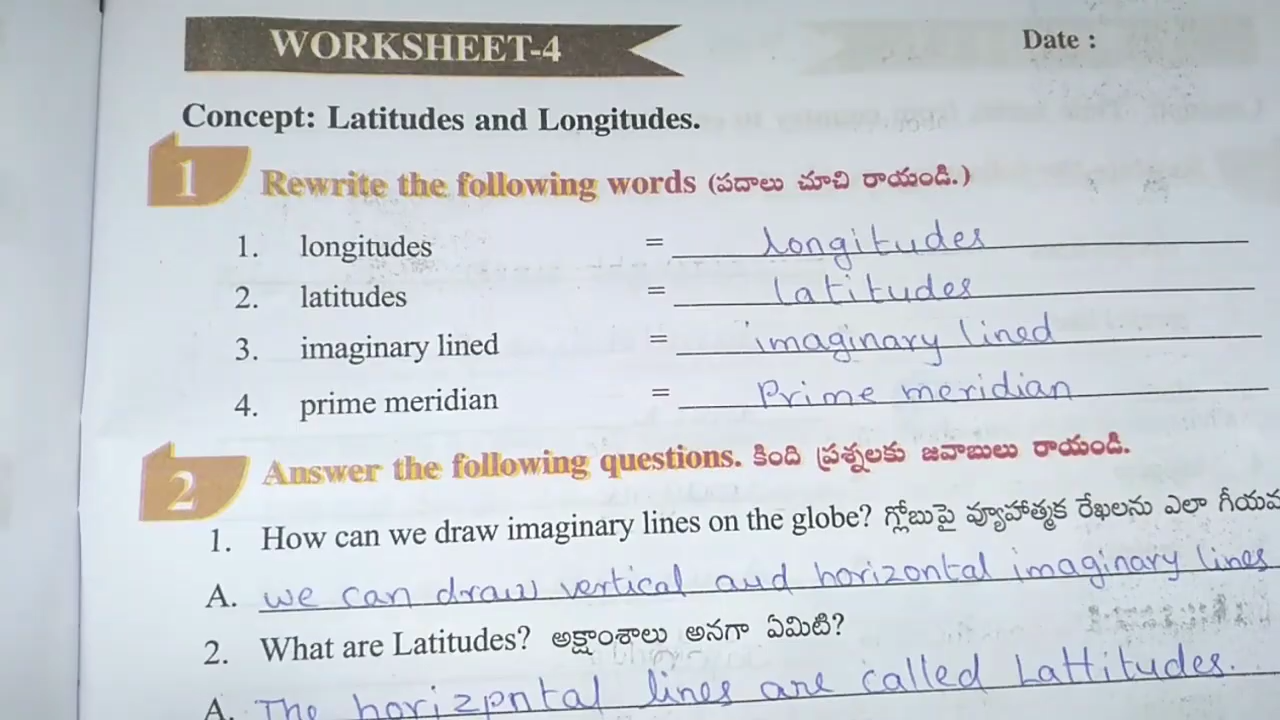 WORKSHEET-4
Date :
Concept: Latitudes and Longitudes.
1 Rewrite the following words (పదాలు చూచి రాయండి.)
1. longitudes = longitudes
2. latitudes = latitudes
3. imaginary lined = imaginary lined
4. prime meridian = Prime meridian
2 Answer the following questions. కింది ప్రశ్నలకు జవాబులు రాయండి.
1. How can we draw imaginary lines on the globe? గ్లోబుపై వ్యూహాత్మక రేఖలను ఎలా
A. we can draw vertical and horizontal imaginary lines
2. What are Latitudes? అక్షాంశాలు అనగా ఏమిటి?
A. The horizpntal lines are called Lattitudes.